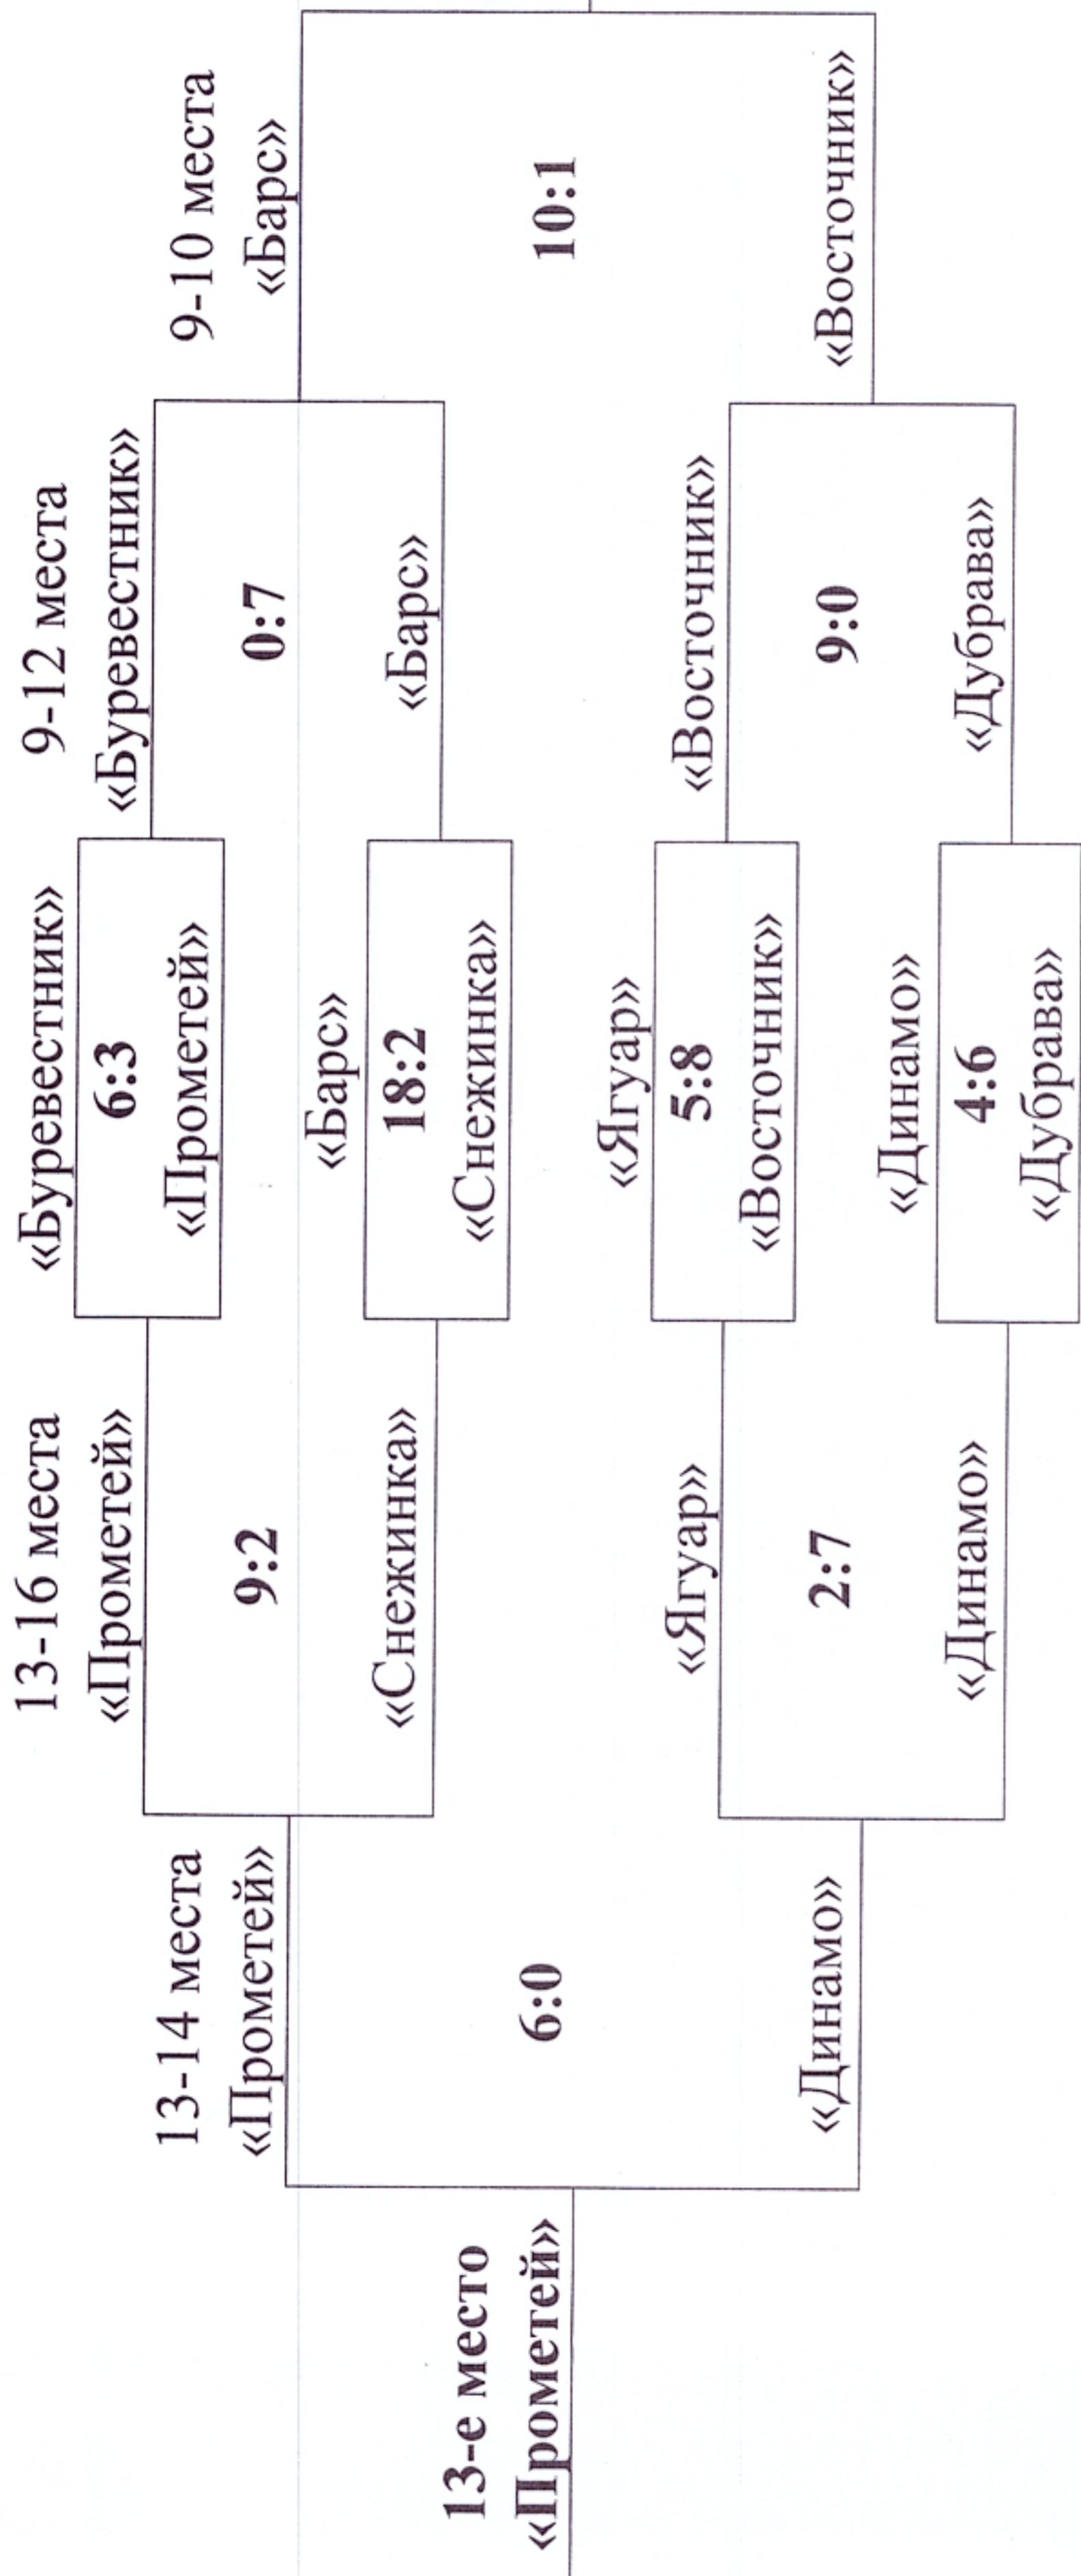 13-е место
«Прометей»
13-14 места
«Прометей»
6:0
«Динамо»
13-16 места
«Прометей»
9:2
«Снежинка»
«Ягуар»
2:7
«Динамо»
«Буревестник»
6:3
«Прометей»
«Барс»
18:2
«Снежинка»
«Ягуар»
5:8
«Восточник»
«Динамо»
4:6
«Дубрава»
9-12 места
«Буревестник»
0:7
«Барс»
«Восточник»
9:0
«Дубрава»
9-10 места
«Барс»
10:1
«Восточник»